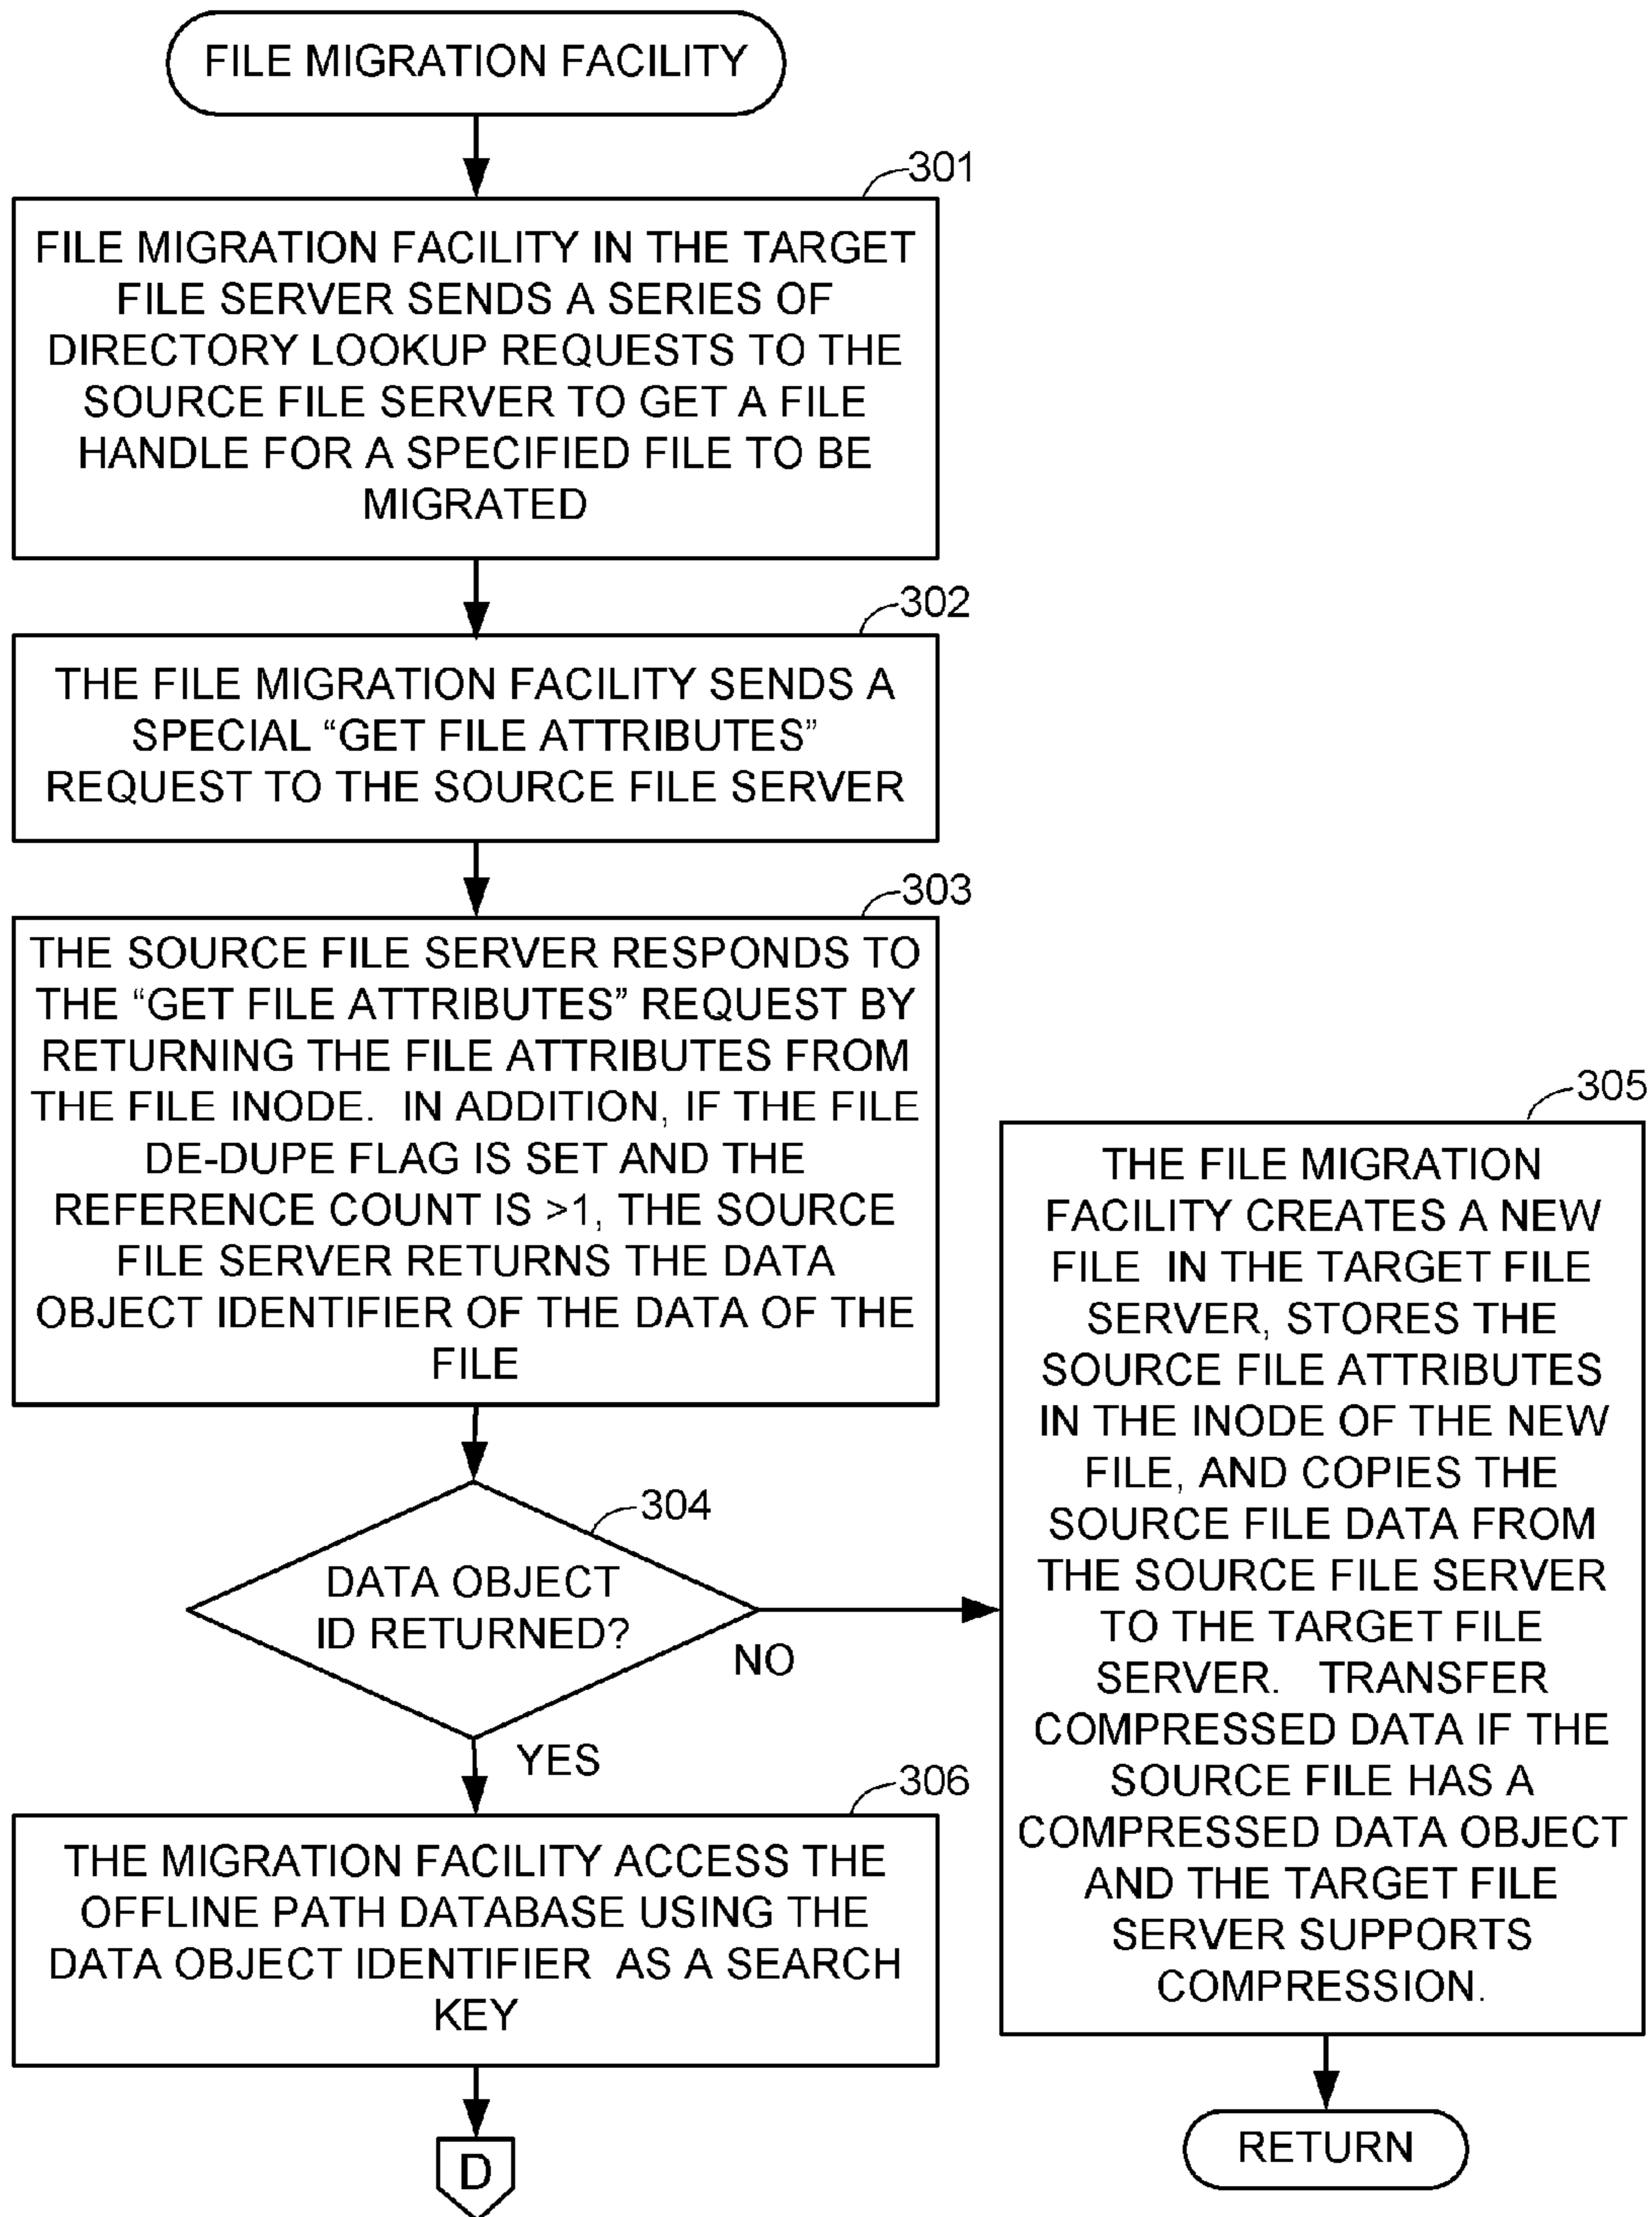 FILE MIGRATION FACILITY
301
FILE MIGRATION FACILITY IN THE TARGET
FILE SERVER SENDS A SERIES OF
DIRECTORY LOOKUP REQUESTS TO THE
SOURCE FILE SERVER TO GET A FILE
HANDLE FOR A SPECIFIED FILE TO BE
MIGRATED
302
THE FILE MIGRATION FACILITY SENDS A
SPECIAL “GET FILE ATTRIBUTES”
REQUEST TO THE SOURCE FILE SERVER
303
THE SOURCE FILE SERVER RESPONDS TO
THE “GET FILE ATTRIBUTES” REQUEST BY
RETURNING THE FILE ATTRIBUTES FROM
THE FILE INODE. IN ADDITION, IF THE FILE
DE-DUPE FLAG IS SET AND THE
REFERENCE COUNT IS >1, THE SOURCE
FILE SERVER RETURNS THE DATA
OBJECT IDENTIFIER OF THE DATA OF THE
FILE
304
DATA OBJECT
ID RETURNED?
NO
YES
305
THE FILE MIGRATION
FACILITY CREATES A NEW
FILE IN THE TARGET FILE
SERVER, STORES THE
SOURCE FILE ATTRIBUTES
IN THE INODE OF THE NEW
FILE, AND COPIES THE
SOURCE FILE DATA FROM
THE SOURCE FILE SERVER
TO THE TARGET FILE
SERVER. TRANSFER
COMPRESSED DATA IF THE
SOURCE FILE HAS A
COMPRESSED DATA OBJECT
AND THE TARGET FILE
SERVER SUPPORTS
COMPRESSION.
RETURN
306
THE MIGRATION FACILITY ACCESS THE
OFFLINE PATH DATABASE USING THE
DATA OBJECT IDENTIFIER AS A SEARCH
KEY
D